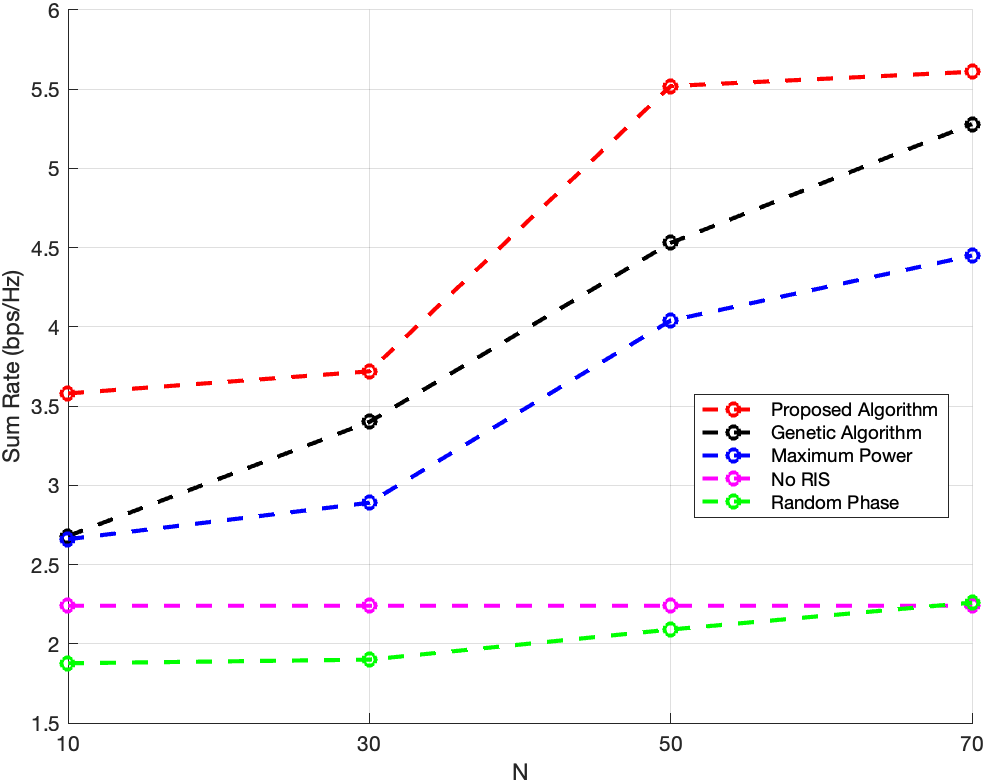 6
5.5
5
4.5
4
3.5
3
2.5
2
1.5
Sum Rate (bps/Hz)
10
30
50
70
N
Proposed Algorithm
Genetic Algorithm
Maximum Power
No RIS
Random Phase